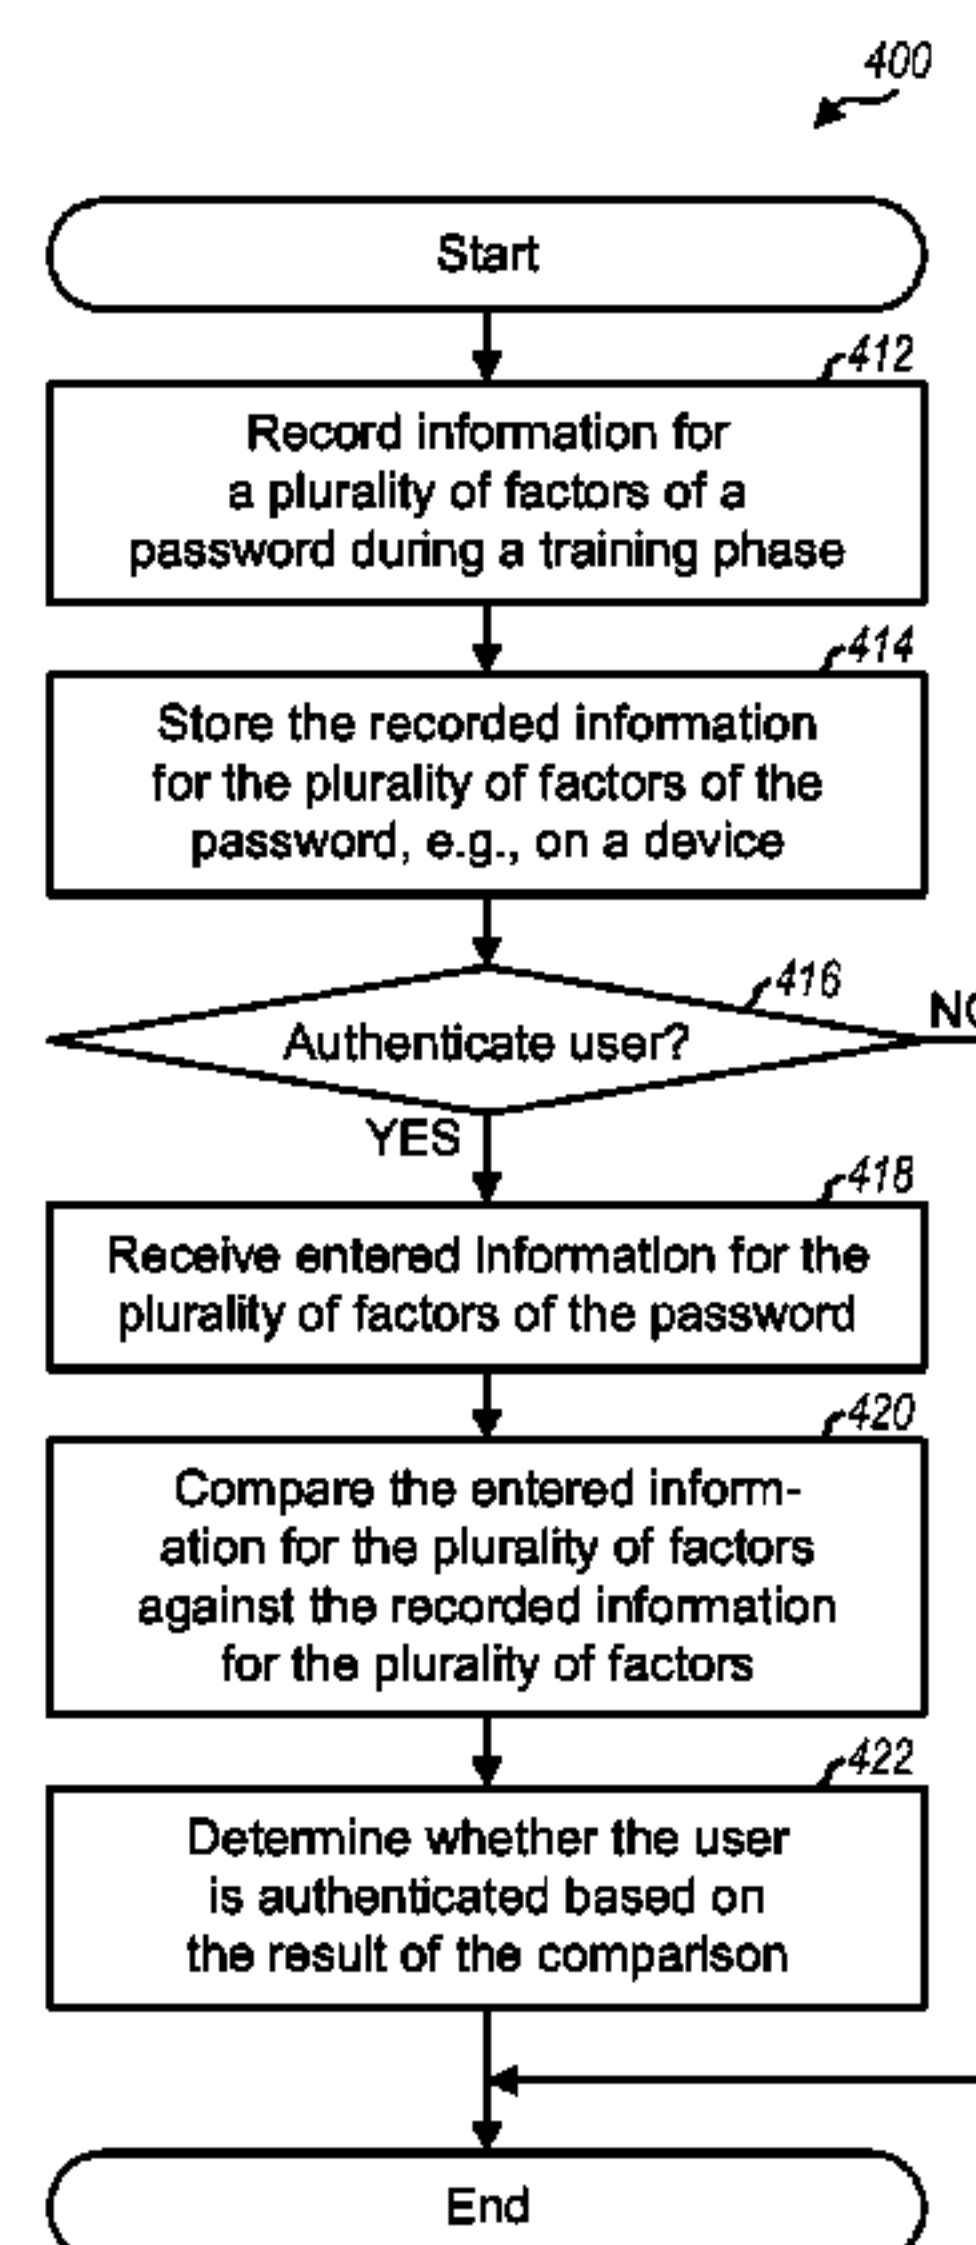 400
Start
412
Record information for
a plurality of factors of a
password during a training phase
414
Store the recorded information
for the plurality of factors of the
password, e.g., on a device
416
Authenticate user?
NO
YES
418
Receive entered information for the
plurality of factors of the password
420
Compare the entered inform-
ation for the plurality of factors
against the recorded information
for the plurality of factors
422
Determine whether the user
is authenticated based on
the result of the comparison
End